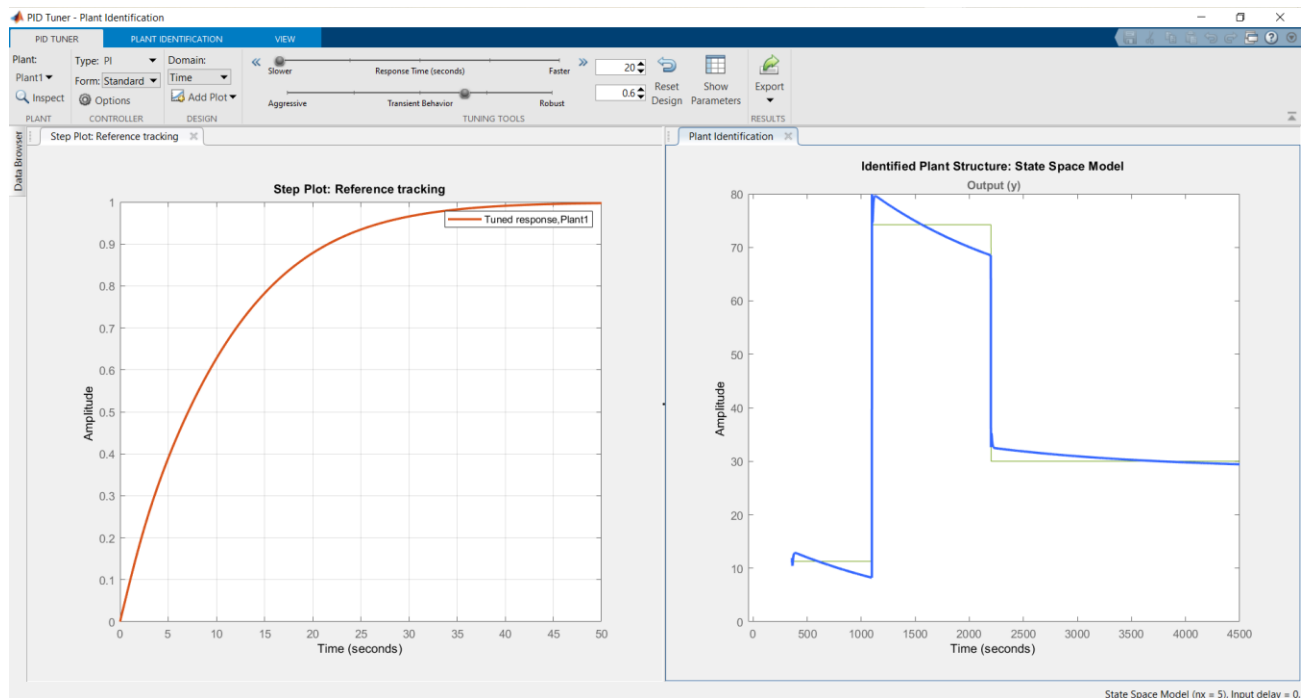 PID Tuner - Plant Identification
PID TUNER PLANT IDENTIFICATION VIEW
Plant: Type: PI Domain:
Plant1 Form: Standard Time
Inspect Options Add Plot
Slower Response Time (seconds) Faster 20
Aggressive Transient Behavior Robust 0.6
Reset Design
Show Parameters
Export
PLANT CONTROLLER DESIGN TUNING TOOLS RESULTS
Data Browser
Step Plot: Reference tracking
Step Plot: Reference tracking
Tuned response,Plant1
1
0.9
0.8
0.7
0.6
0.5
0.4
0.3
0.2
0.1
0
Amplitude
0 5 10 15 20 25 30 35 40 45 50
Time (seconds)
Plant Identification
Identified Plant Structure: State Space Model
Output (y)
80
70
60
50
40
30
20
10
0
Amplitude
0 500 1000 1500 2000 2500 3000 3500 4000 4500
Time (seconds)
State Space Model (nx = 5), Input delay = 0.